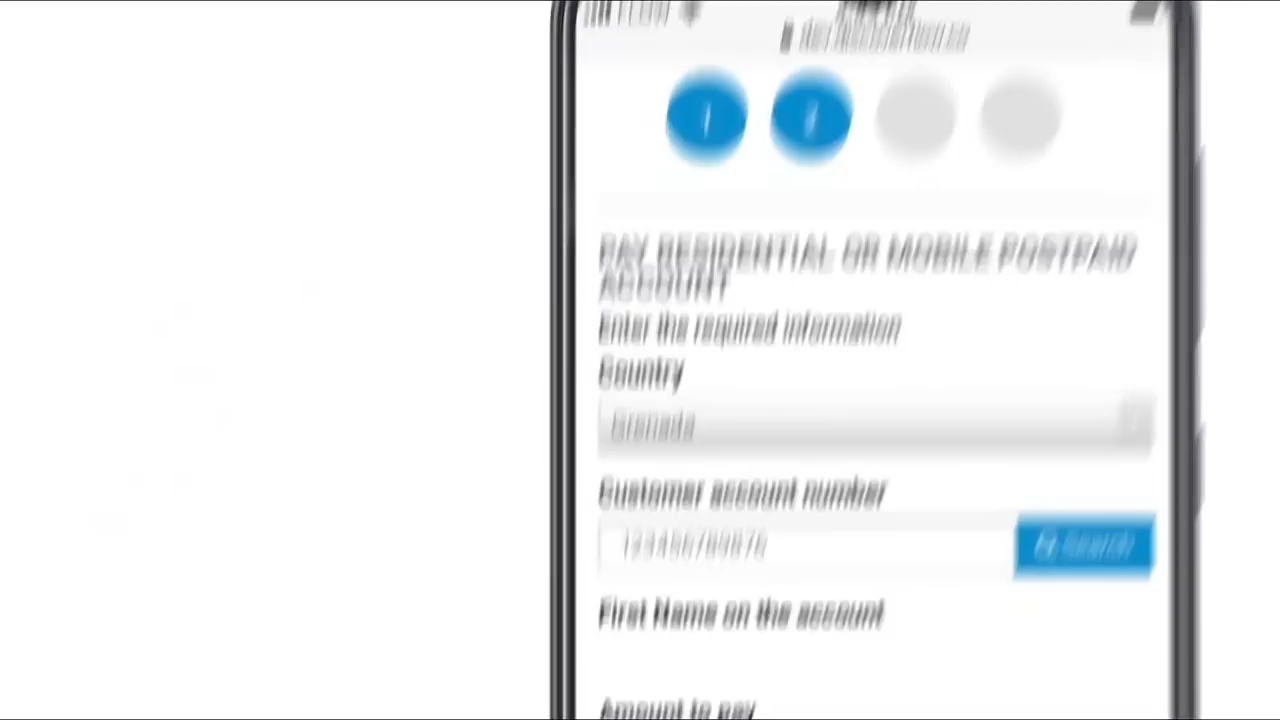 PAY RESIDENTIAL OR MOBILE POSTPAID
ACCOUNT
Enter the required information
Country
Grenada
Customer account number
Search
First Name on the account
Amount to pay